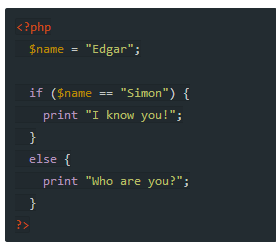 <?php
  $name = "Edgar";

  if ($name == "Simon") {
    print "I know you!";
  }
  else {
    print "Who are you?";
  }
?>